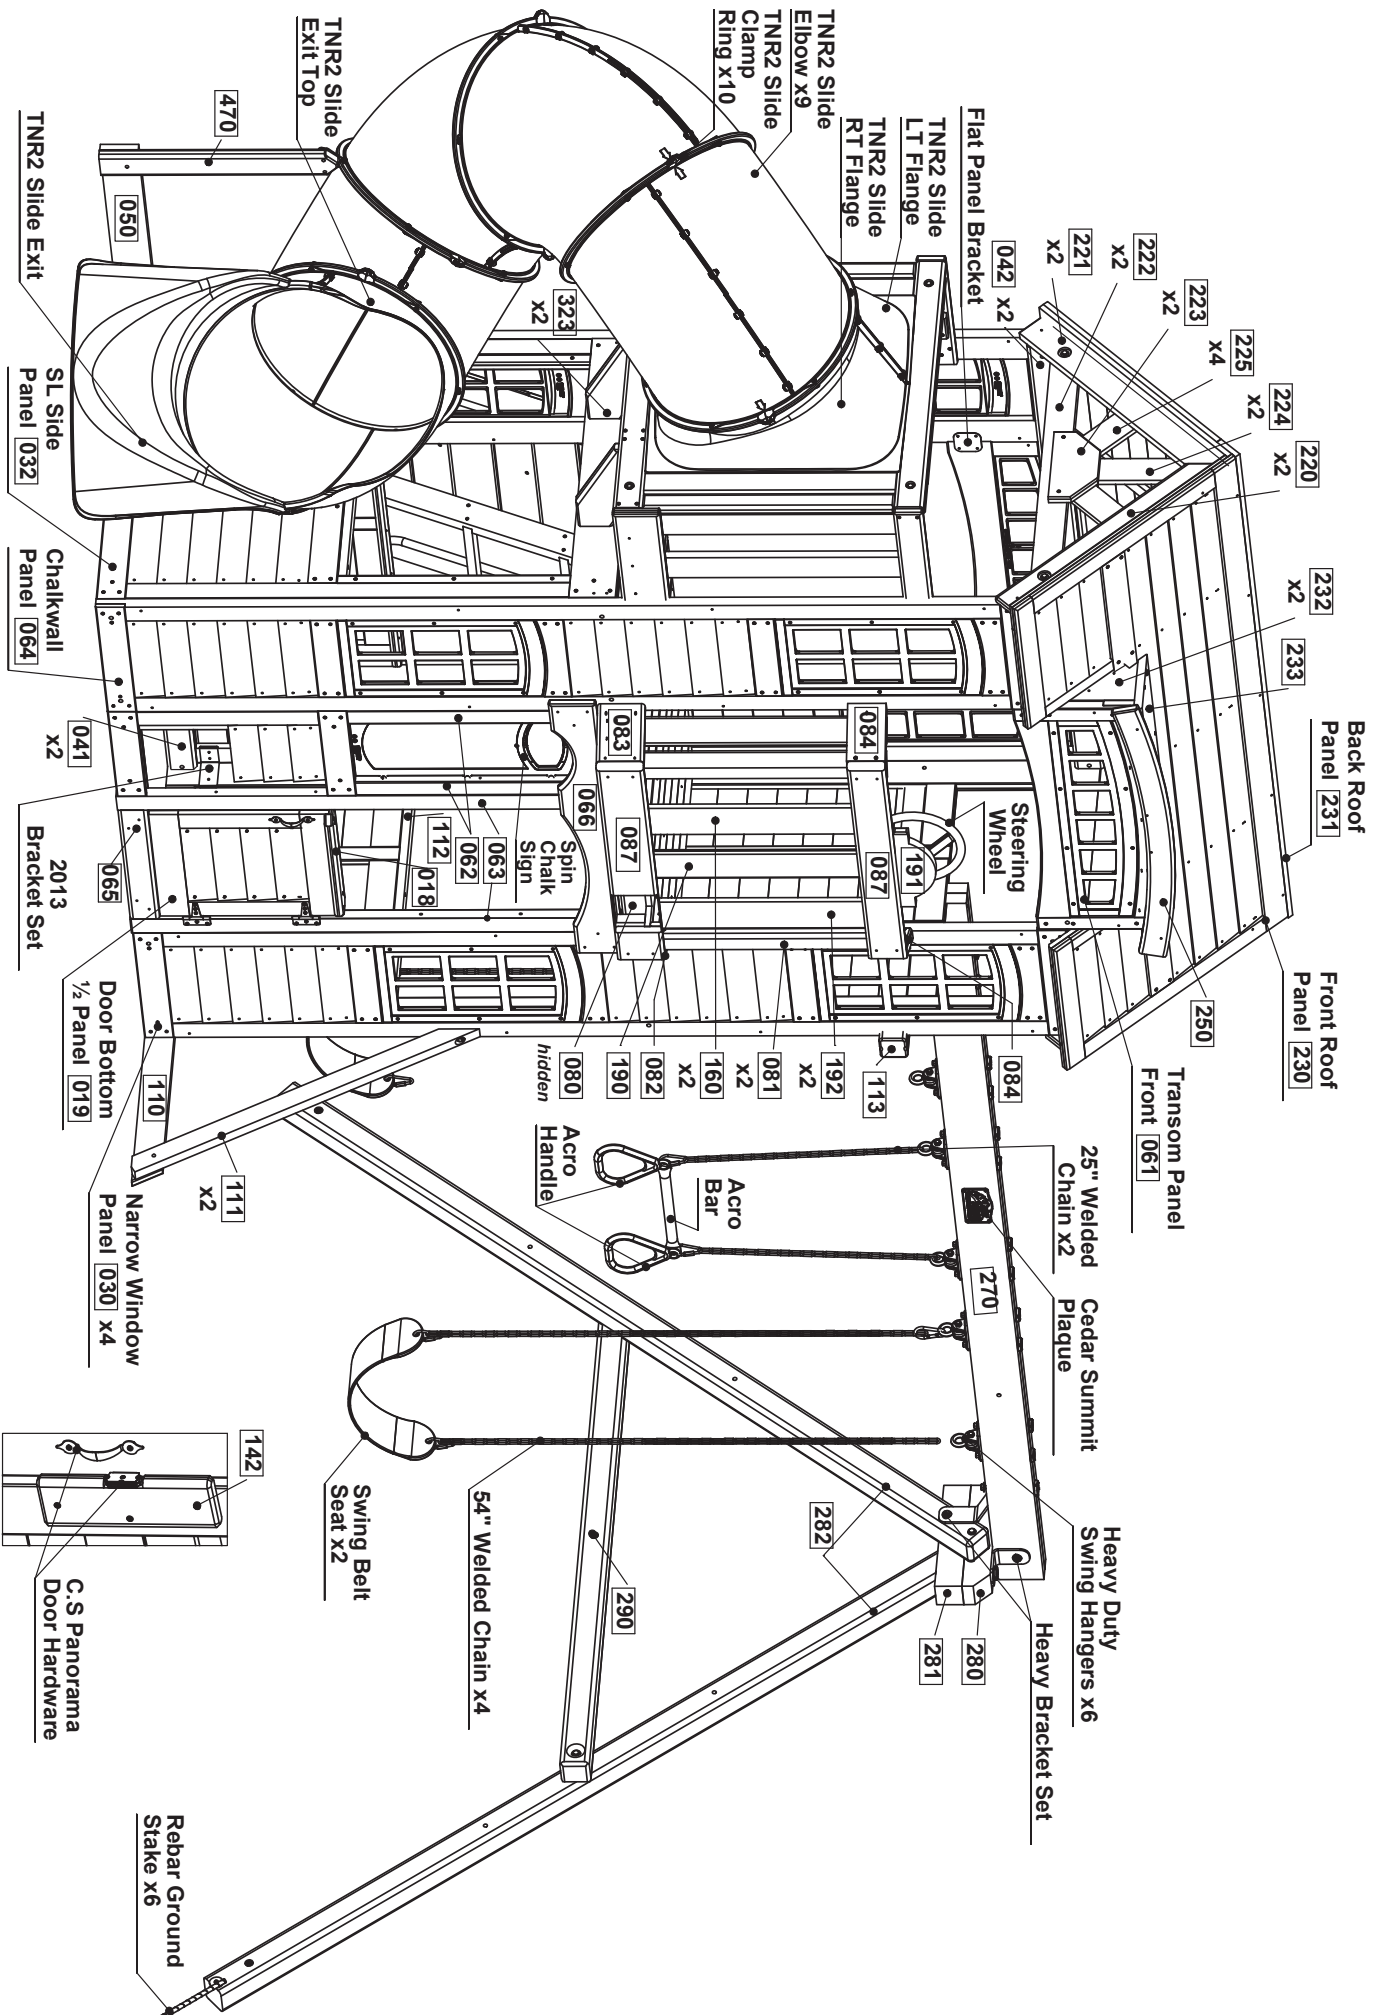 Back Roof
Panel 231
Front Roof
Panel 230
250
Transom Panel
Front 061
233
232
x2
220
x2
224
x2
225
x4
223
x2
222
x2
221
x2
042 x2
Flat Panel Bracket
TNR2 Slide
LT Flange
TNR2 Slide
RT Flange
TNR2 Slide
Elbow x9
TNR2 Slide
Clamp
Ring x10
TNR2 Slide
Exit Top
470
050
TNR2 Slide Exit
323
x2
SL Side
Panel 032
Chalkwall
Panel 064
041
x2
2013
Bracket Set
065
Door Bottom
½ Panel 019
110
111
x2
Narrow Window
Panel 030 x4
Steering
Wheel
191
084
087
083
087
066
Spin
Chalk
Sign
063
062
112
018
084
113
192
x2
081
x2
160
x2
082
190
080
hidden
25" Welded
Chain x2
Cedar Summit
Plaque
270
Acro
Bar
Acro
Handle
Heavy Duty
Swing Hangers x6
Heavy Bracket Set
280
281
282
290
54" Welded Chain x4
Swing Belt
Seat x2
142
C.S Panorama
Door Hardware
Rebar Ground
Stake x6